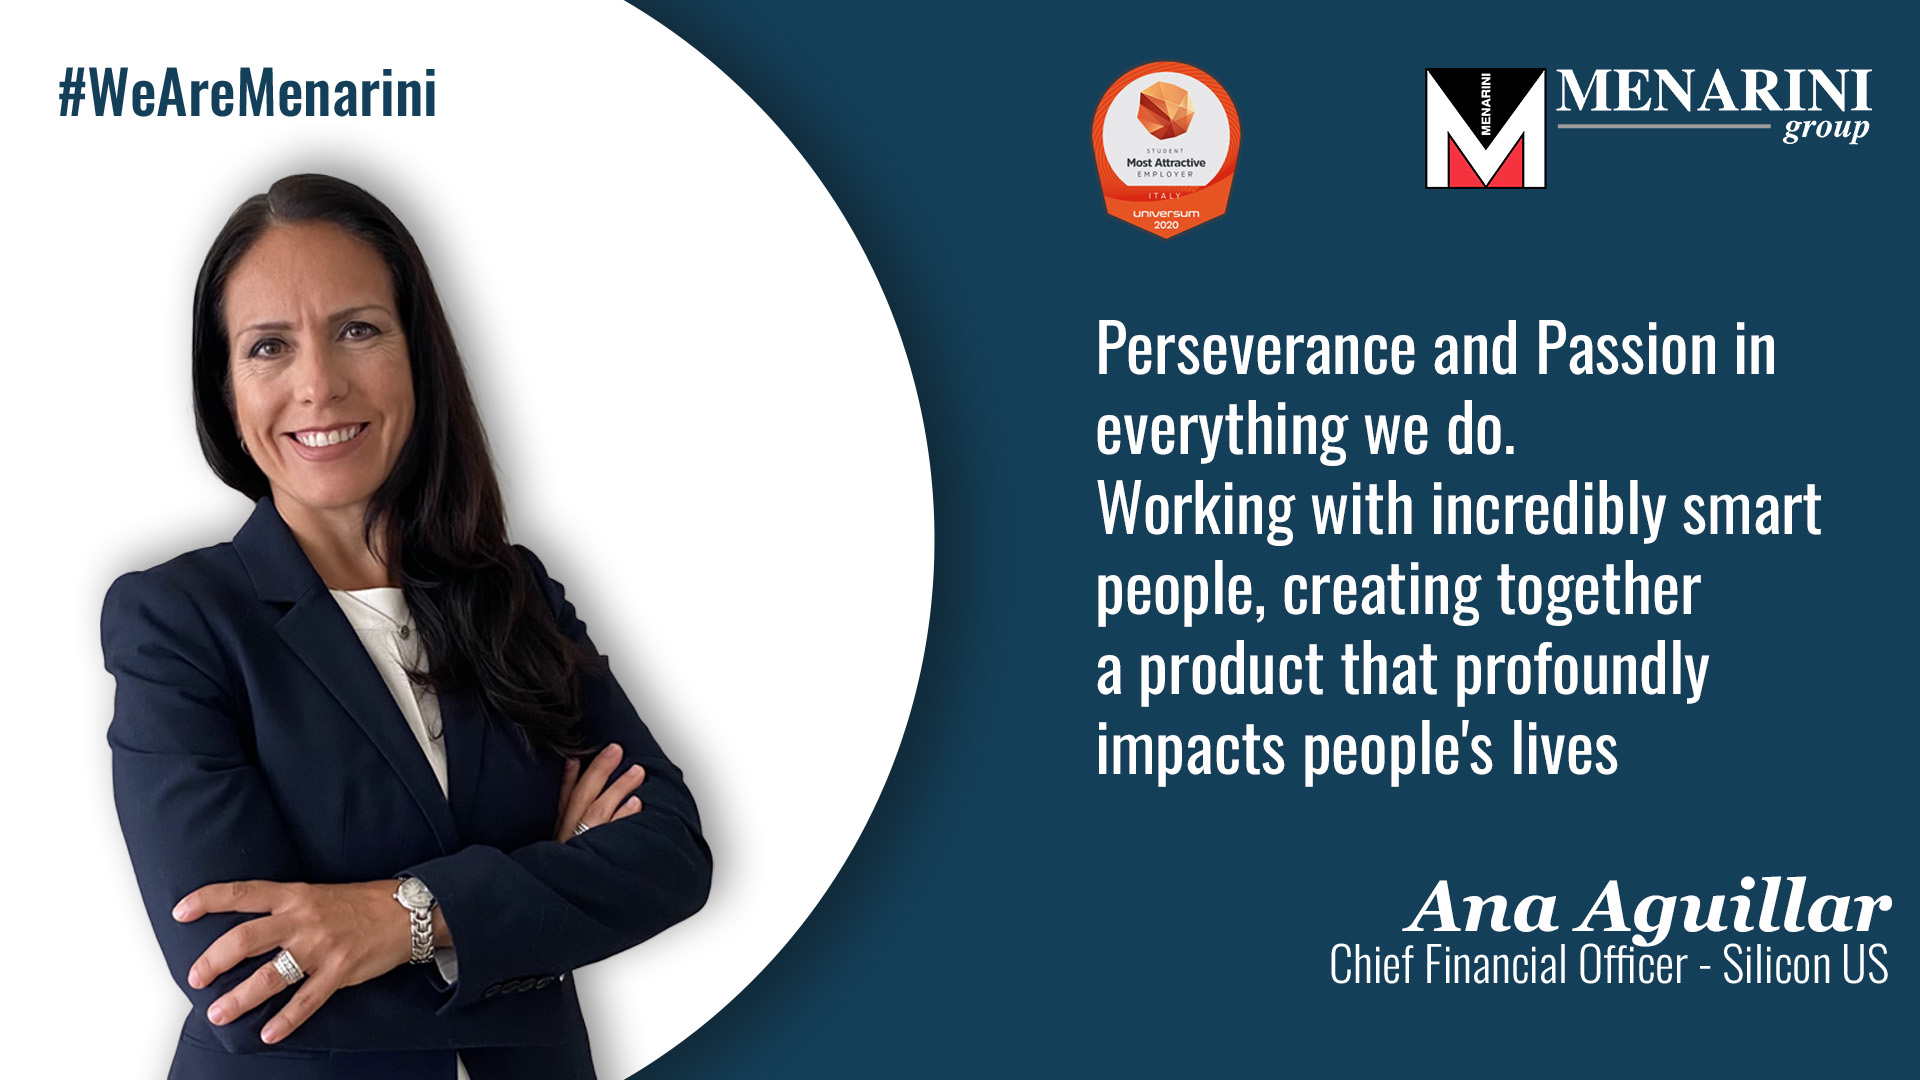 #WeAreMenarini
STUDENT
Most Attractive
EMPLOYER
ITALY
universum
2020
MENARINI
MENARINI
group
Perseverance and Passion in
everything we do.
Working with incredibly smart
people, creating together
a product that profoundly
impacts people's lives
Ana Aguillar
Chief Financial Officer - Silicon US